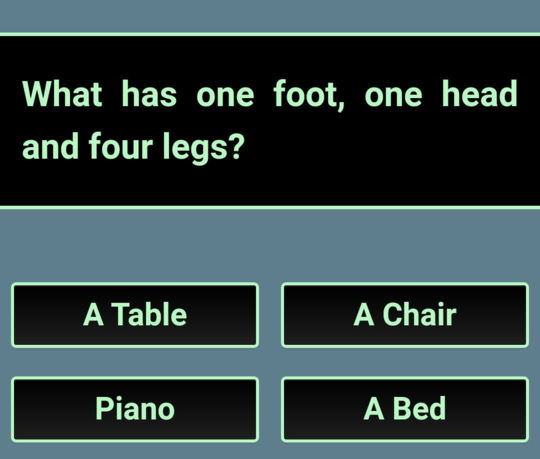 What has one foot, one head
and four legs?
A Table
A Chair
Piano
A Bed